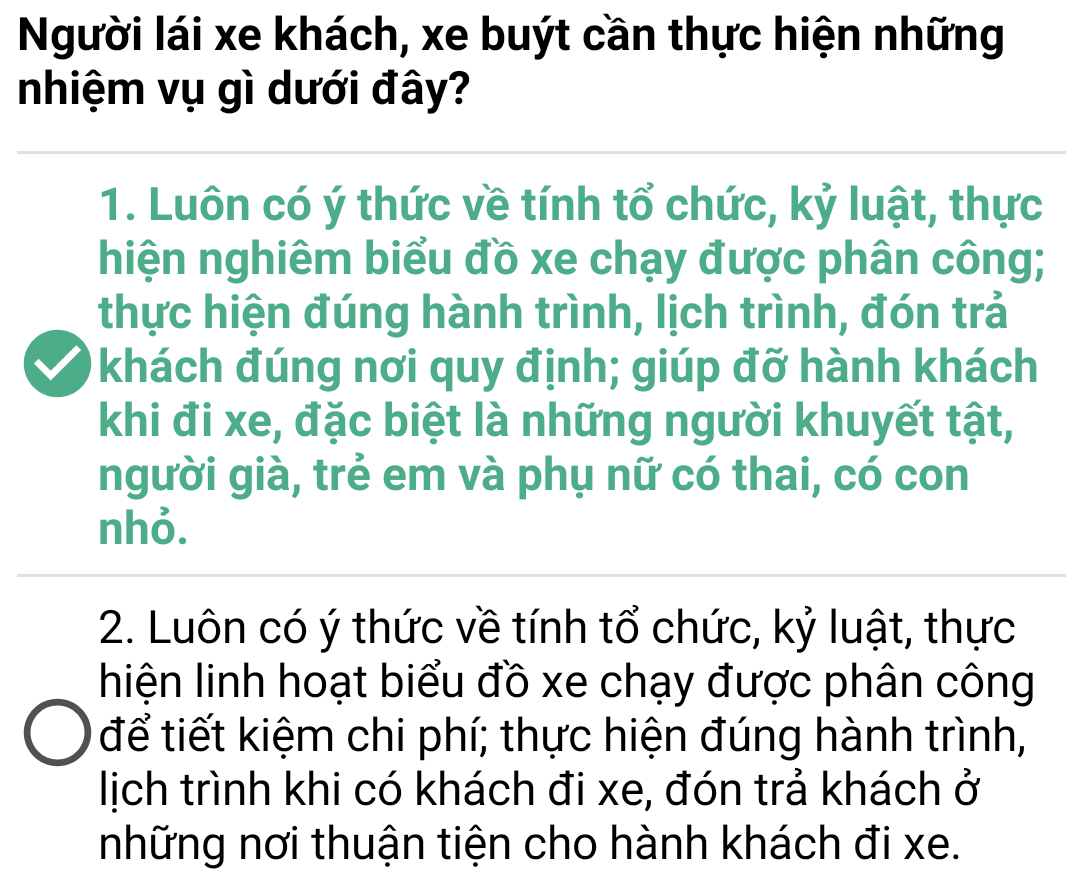 Người lái xe khách, xe buýt cần thực hiện những
nhiệm vụ gì dưới đây?
1. Luôn có ý thức về tính tổ chức, kỷ luật, thực
hiện nghiêm biểu đồ xe chạy được phân công;
thực hiện đúng hành trình, lịch trình, đón trả
khách đúng nơi quy định; giúp đỡ hành khách
khi đi xe, đặc biệt là những người khuyết tật,
người già, trẻ em và phụ nữ có thai, có con
nhỏ.
2. Luôn có ý thức về tính tổ chức, kỷ luật, thực
hiện linh hoạt biểu đồ xe chạy được phân công
để tiết kiệm chi phí; thực hiện đúng hành trình,
lịch trình khi có khách đi xe, đón trả khách ở
những nơi thuận tiện cho hành khách đi xe.